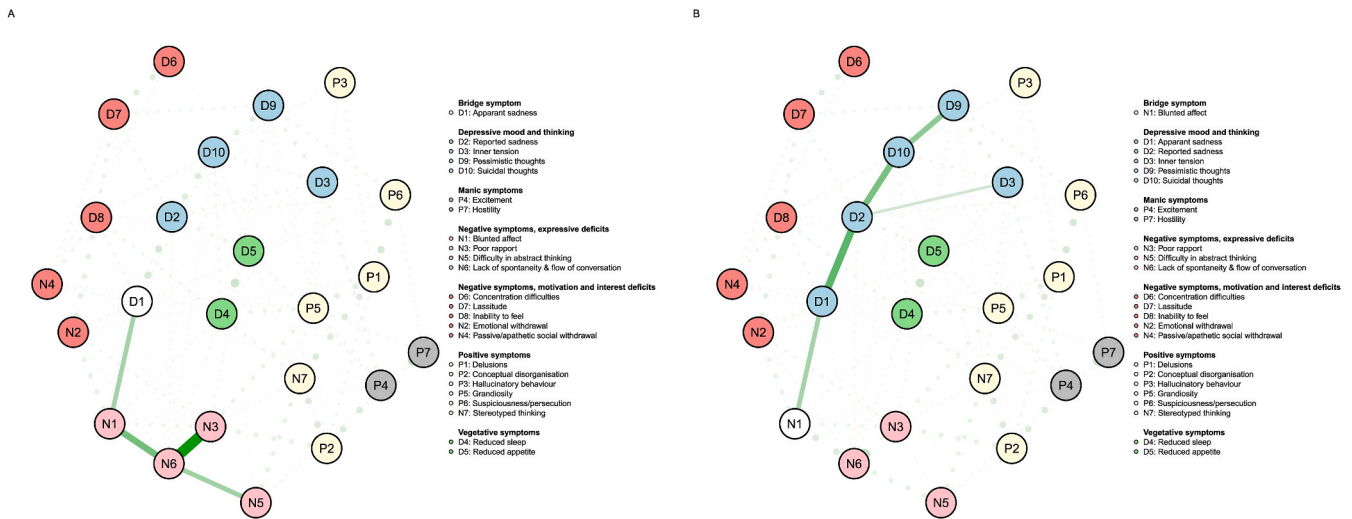 A
D6
P3
D9
D7
D10
D3
P6
D8
D2
D5
P1
N4
D1
D4
P5
N2
P7
N7
P4
N1
N3
P2
N6
N5
Bridge symptom
D1: Apparant sadness
Depressive mood and thinking
D2: Reported sadness
D3: Inner tension
D9: Pessimistic thoughts
D10: Suicidal thoughts
Manic symptoms
P4: Excitement
P7: Hostility
Negative symptoms, expressive deficits
N1: Blunted affect
N3: Poor rapport
N5: Difficulty in abstract thinking
N6: Lack of spontaneity & flow of conversation
Negative symptoms, motivation and interest deficits
D6: Concentration difficulties
D7: Lassitude
D8: Inability to feel
N2: Emotional withdrawal
N4: Passive/apathetic social withdrawal
Positive symptoms
P1: Delusions
P2: Conceptual disorganisation
P3: Hallucinatory behaviour
P5: Grandiosity
P6: Suspiciousness/persecution
N7: Stereotyped thinking
Vegetative symptoms
D4: Reduced sleep
D5: Reduced appetite
B
D6
P3
D9
D7
D10
D3
P6
D8
D2
D5
P1
N4
D1
D4
P5
N2
P7
N7
P4
N1
N3
P2
N6
N5
Bridge symptom
N1: Blunted affect
Depressive mood and thinking
D1: Apparant sadness
D2: Reported sadness
D3: Inner tension
D9: Pessimistic thoughts
D10: Suicidal thoughts
Manic symptoms
P4: Excitement
P7: Hostility
Negative symptoms, expressive deficits
N3: Poor rapport
N5: Difficulty in abstract thinking
N6: Lack of spontaneity & flow of conversation
Negative symptoms, motivation and interest deficits
D6: Concentration difficulties
D7: Lassitude
D8: Inability to feel
N2: Emotional withdrawal
N4: Passive/apathetic social withdrawal
Positive symptoms
P1: Delusions
P2: Conceptual disorganisation
P3: Hallucinatory behaviour
P5: Grandiosity
P6: Suspiciousness/persecution
N7: Stereotyped thinking
Vegetative symptoms
D4: Reduced sleep
D5: Reduced appetite